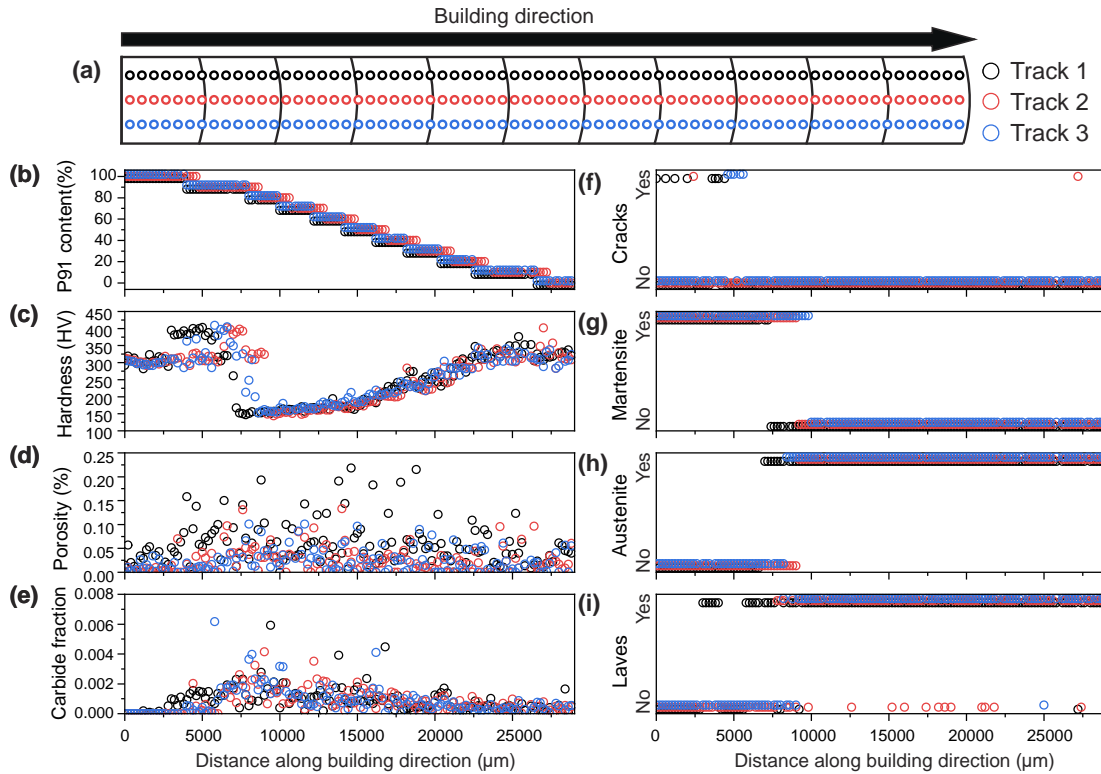 Building direction
(a)
Track 1
Track 2
Track 3
(b)
P91 content(%)
100
80
60
40
20
0
(c)
Hardness (HV)
450
400
350
300
250
200
150
100
(d)
Porosity (%)
0.25
0.20
0.15
0.10
0.05
0.00
(e)
Carbide fraction
0.008
0.006
0.004
0.002
0.000
0 5000 10000 15000 20000 25000
Distance along building direction (μm)
(f)
Cracks
Yes
No
(g)
Martensite
Yes
No
(h)
Austenite
Yes
No
(i)
Laves
Yes
No
0 5000 10000 15000 20000 25000
Distance along building direction (μm)